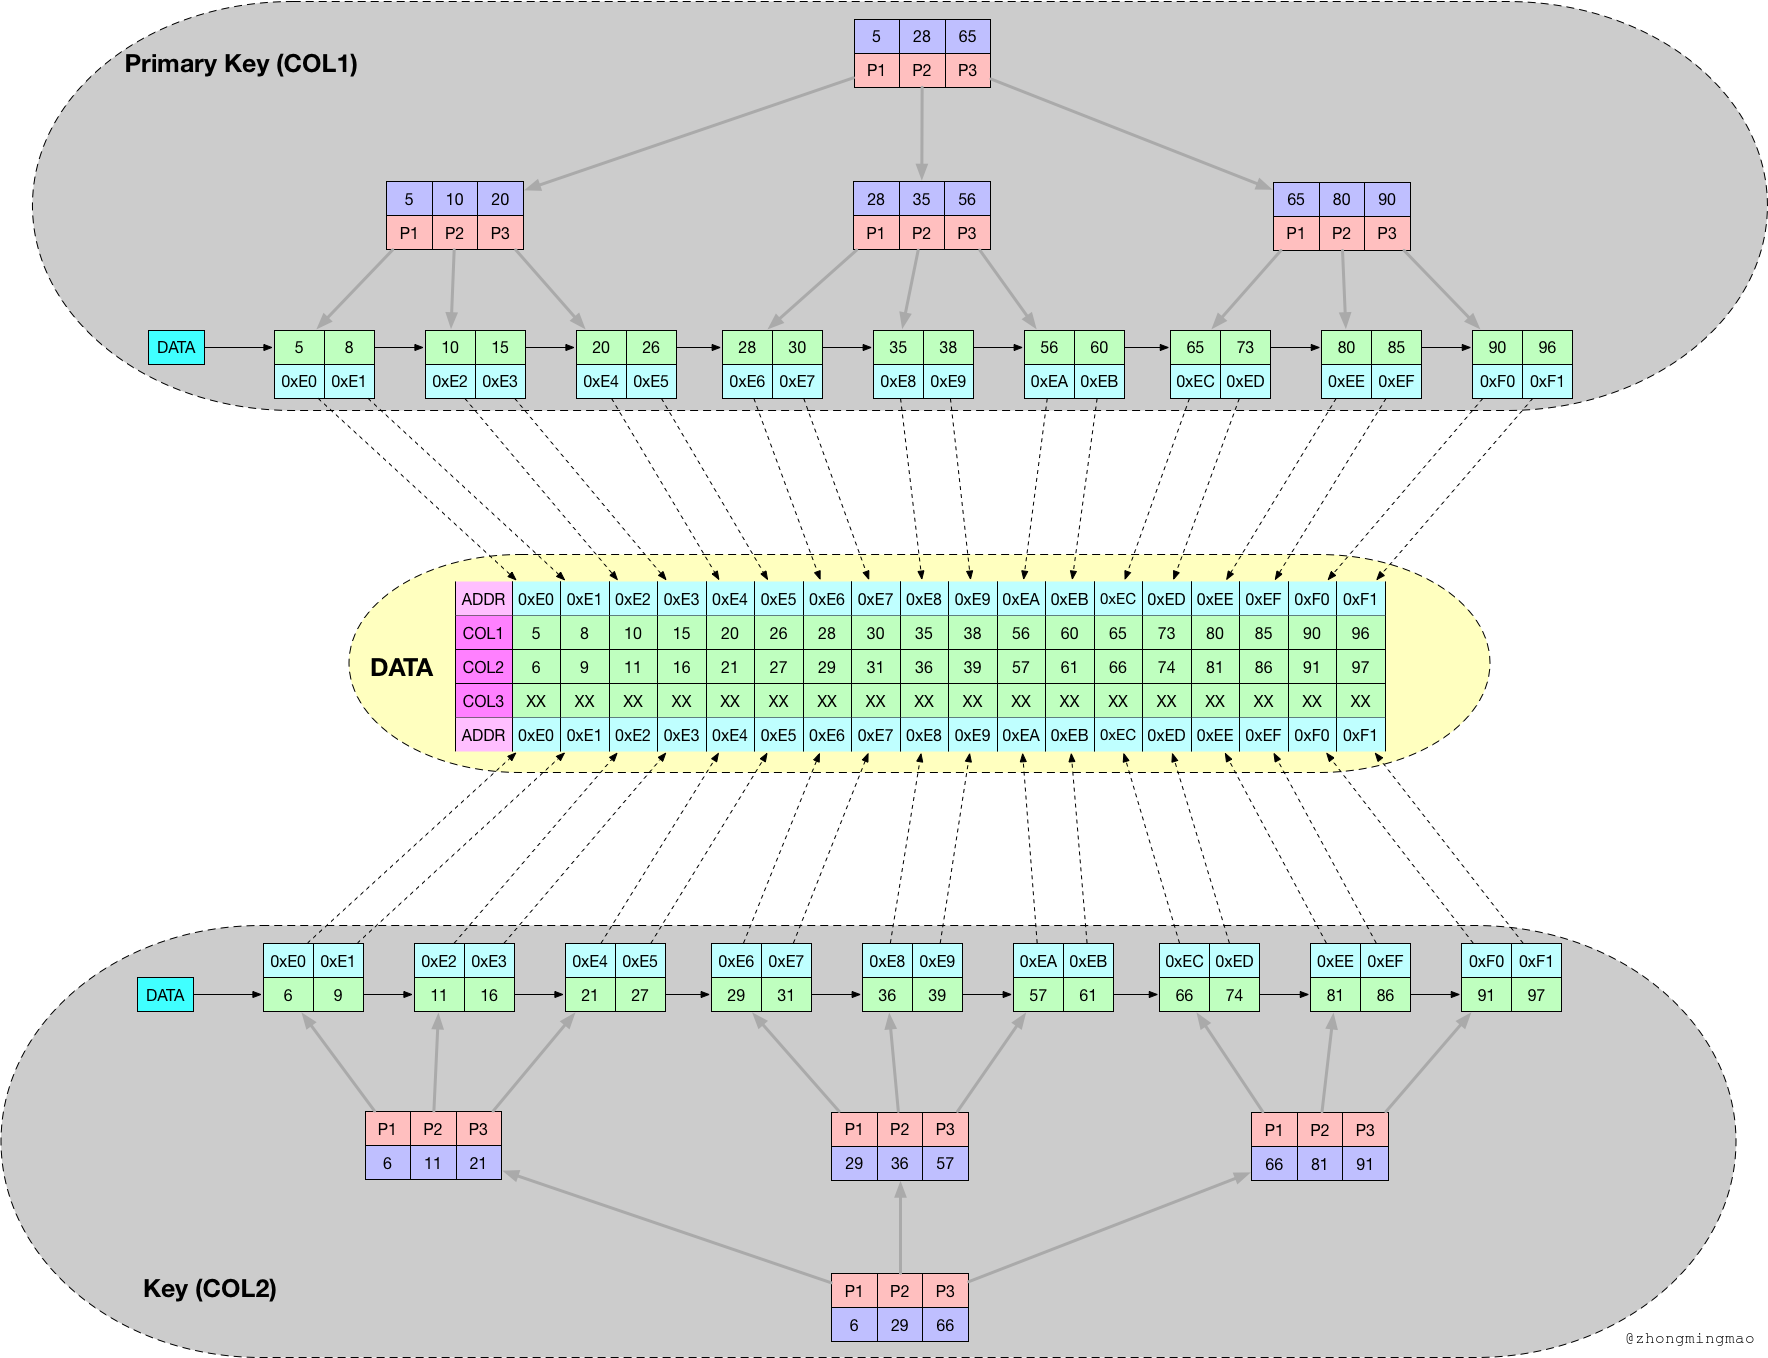 5 28 65
Primary Key (COL1)
P1 P2 P3
5 10 20 28 35 56 65 80 90
P1 P2 P3 P1 P2 P3 P1 P2 P3
DATA 5 8 10 15 20 26 28 30 35 38 56 60 65 73 80 85 90 96
0xE0 0xE1 0xE2 0xE3 0xE4 0xE5 0xE6 0xE7 0xE8 0xE9 0xEA 0xEB 0xEC 0xED 0xEE 0xEF 0xF0 0xF1
ADDR 0xE0 0xE1 0xE2 0xE3 0xE4 0xE5 0xE6 0xE7 0xE8 0xE9 0xEA 0xEB 0xEC 0xED 0xEE 0xEF 0xF0 0xF1
COL1 5 8 10 15 20 26 28 30 35 38 56 60 65 73 80 85 90 96
DATA COL2 6 9 11 16 21 27 29 31 36 39 57 61 66 74 81 86 91 97
COL3 XX XX XX XX XX XX XX XX XX XX XX XX XX XX XX XX XX XX
ADDR 0xE0 0xE1 0xE2 0xE3 0xE4 0xE5 0xE6 0xE7 0xE8 0xE9 0xEA 0xEB 0xEC 0xED 0xEE 0xEF 0xF0 0xF1
0xE0 0xE1 0xE2 0xE3 0xE4 0xE5 0xE6 0xE7 0xE8 0xE9 0xEA 0xEB 0xEC 0xED 0xEE 0xEF 0xF0 0xF1
DATA 6 9 11 16 21 27 29 31 36 39 57 61 66 74 81 86 91 97
P1 P2 P3 P1 P2 P3 P1 P2 P3
6 11 21 29 36 57 66 81 91
Key (COL2)
P1 P2 P3
6 29 66
@zhongmingmao